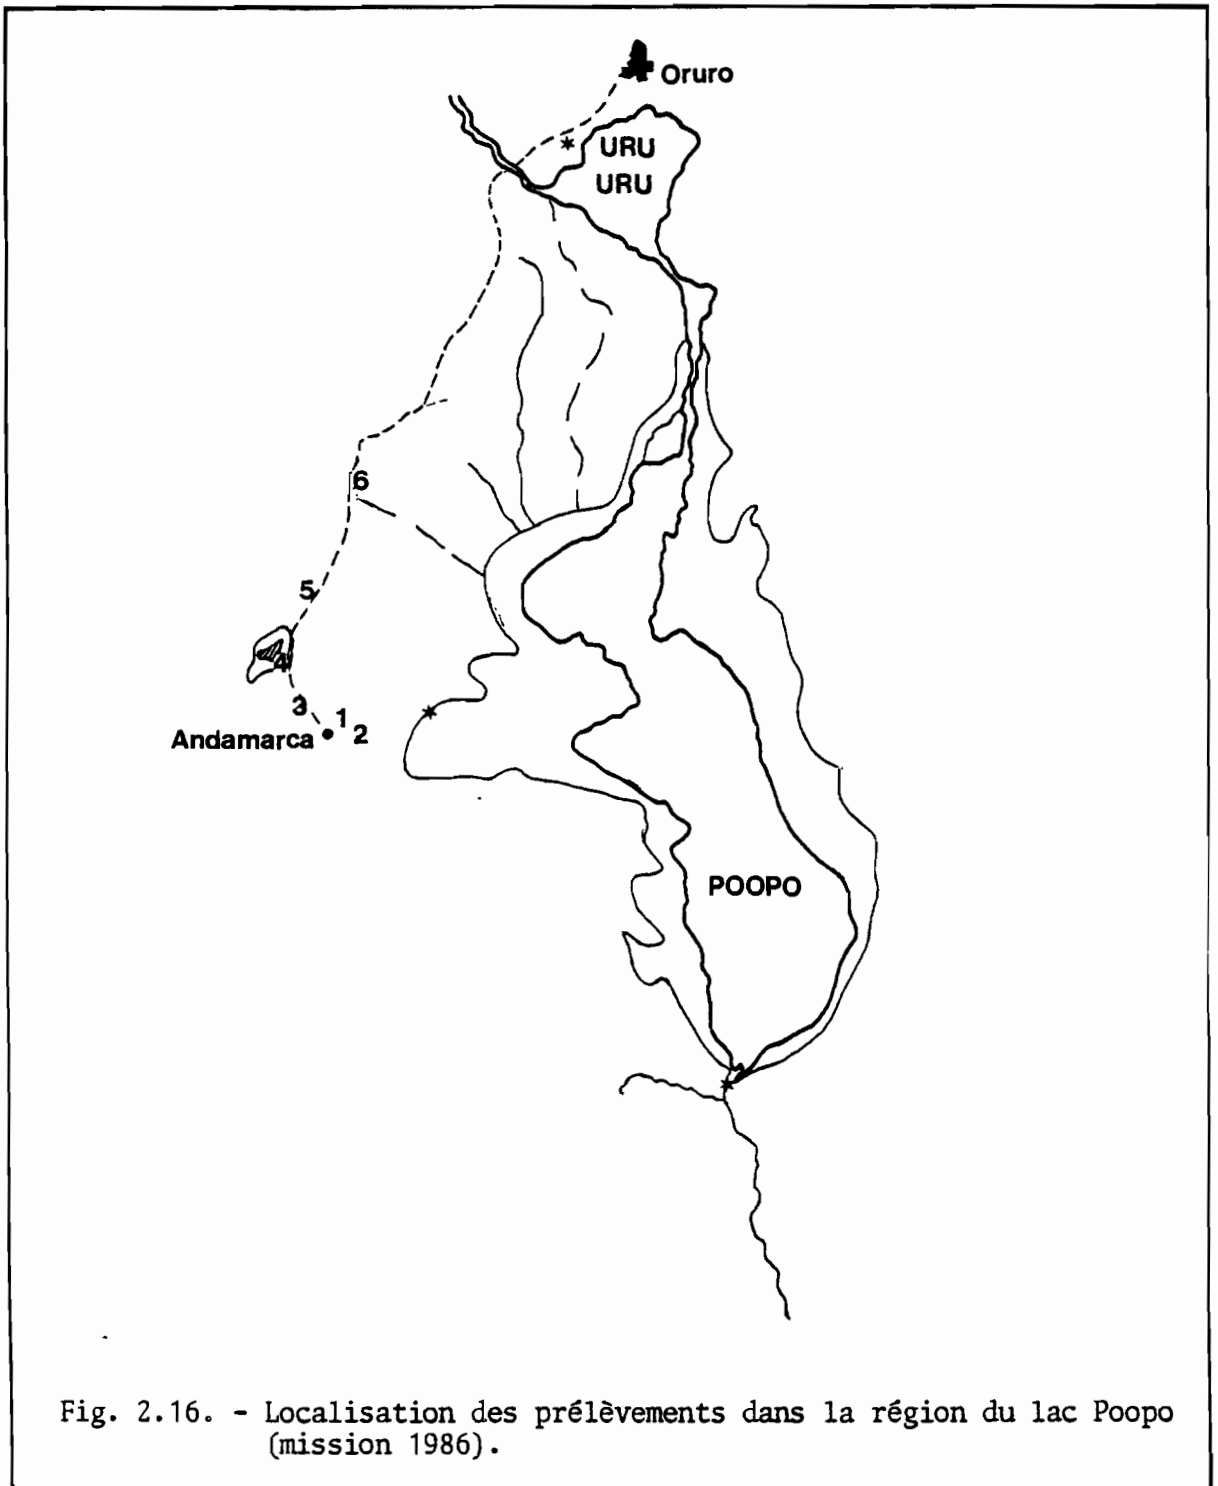 Oruro
URU
URU
6
5
4
3
1
2
Andamarca
POOPO
Fig. 2.16. - Localisation des prélèvements dans la région du lac Poopo
(mission 1986).